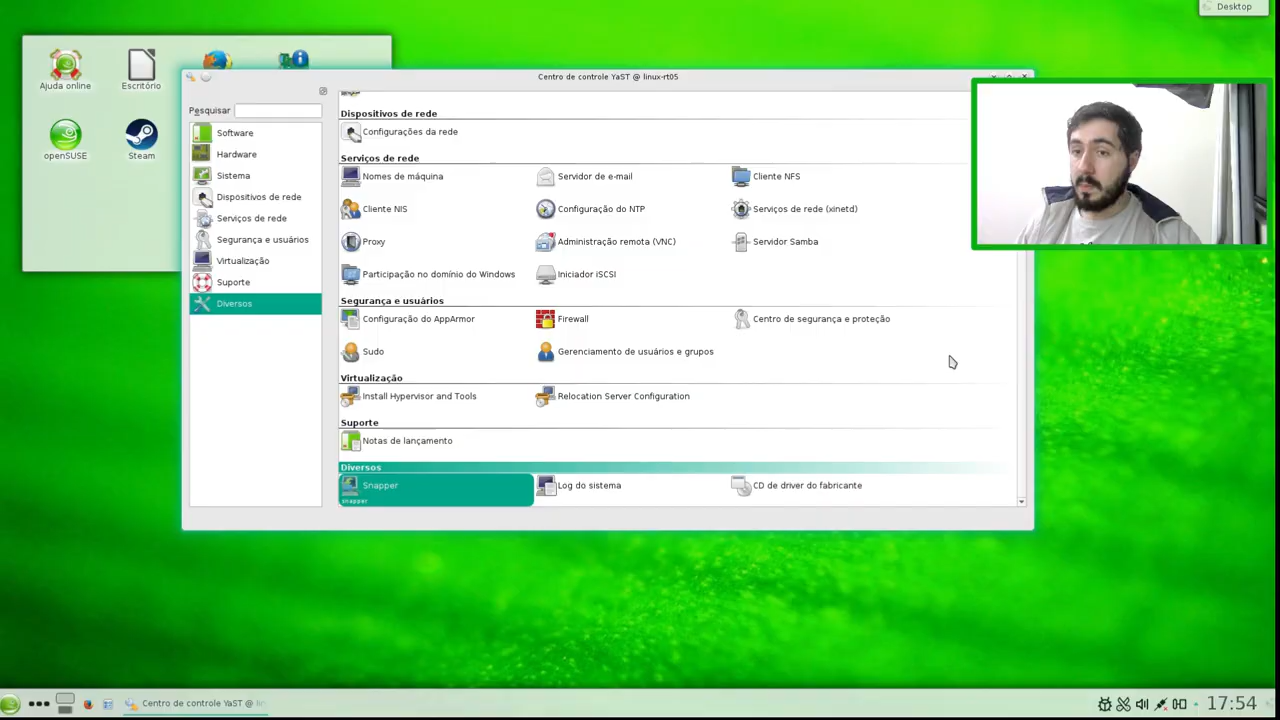 Desktop
Ajuda online
Escritório
openSUSE
Steam
Centro de controle YaST @ linux-rt05
Pesquisar
Software
Hardware
Sistema
Dispositivos de rede
Serviços de rede
Segurança e usuários
Virtualização
Suporte
Diversos
Dispositivos de rede
Configurações da rede
Serviços de rede
Nomes de máquina
Servidor de e-mail
Cliente NFS
Cliente NIS
Configuração do NTP
Serviços de rede (xinetd)
Proxy
Administração remota (VNC)
Servidor Samba
Participação no domínio do Windows
Iniciador iSCSI
Segurança e usuários
Configuração do AppArmor
Firewall
Centro de segurança e proteção
Sudo
Gerenciamento de usuários e grupos
Virtualização
Install Hypervisor and Tools
Relocation Server Configuration
Suporte
Notas de lançamento
Diversos
Snapper
Snapper
Log do sistema
CD de driver do fabricante
Centro de controle YaST @ lin
17:54